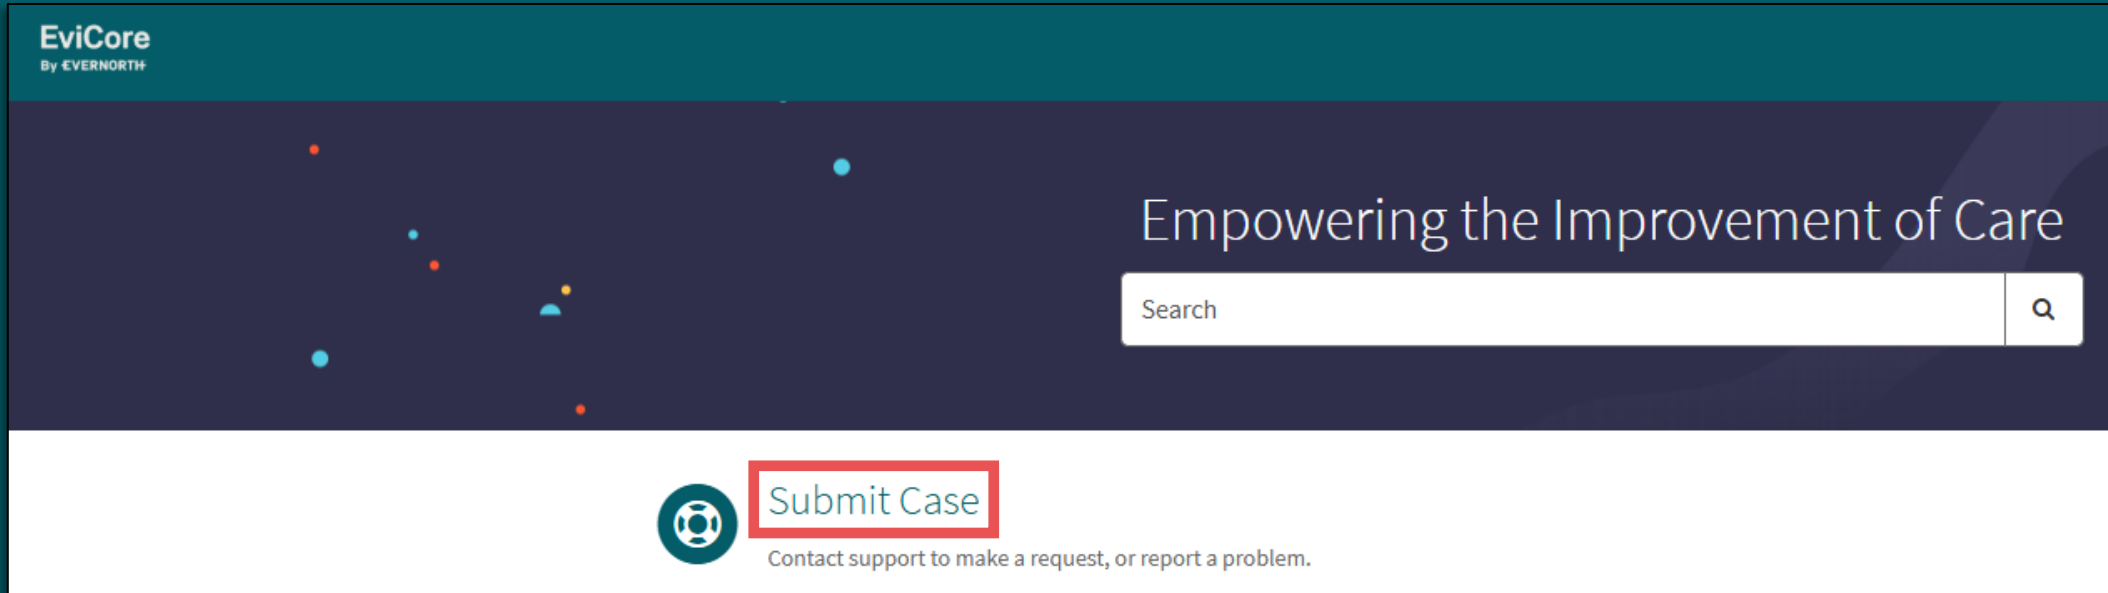 EviCore
By EVERNORTH
Empowering the Improvement of Care
Search
Submit Case
Contact support to make a request, or report a problem.